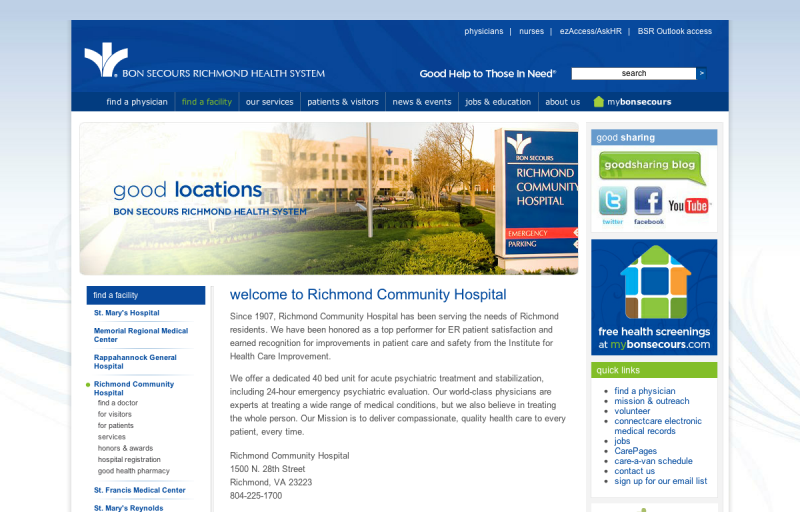 physicians | nurses | ezAccess/AskHR | BSR Outlook access
BON SECOURS RICHMOND HEALTH SYSTEM
Good Help to Those in Need®
search
find a physician
find a facility
our services
patients & visitors
news & events
jobs & education
about us
mybonsecours
good locations
BON SECOURS RICHMOND HEALTH SYSTEM
BON SECOURS
RICHMOND
COMMUNITY
HOSPITAL
EMERGENCY
PARKING
good sharing
goodsharing blog
twitter
facebook
You Tube
free health screenings
at mybonsecours.com
quick links
find a physician
mission & outreach
volunteer
connectcare electronic
medical records
jobs
CarePages
care-a-van schedule
contact us
sign up for our email list
find a facility
St. Mary's Hospital
Memorial Regional Medical
Center
Rappahannock General
Hospital
Richmond Community
Hospital
find a doctor
for visitors
for patients
services
honors & awards
hospital registration
good health pharmacy
St. Francis Medical Center
St. Mary's Reynolds
welcome to Richmond Community Hospital
Since 1907, Richmond Community Hospital has been serving the needs of Richmond
residents. We have been honored as a top performer for ER patient satisfaction and
earned recognition for improvements in patient care and safety from the Institute for
Health Care Improvement.
We offer a dedicated 40 bed unit for acute psychiatric treatment and stabilization,
including 24-hour emergency psychiatric evaluation. Our world-class physicians are
experts at treating a wide range of medical conditions, but we also believe in treating
the whole person. Our Mission is to deliver compassionate, quality health care to every
patient, every time.
Richmond Community Hospital
1500 N. 28th Street
Richmond, VA 23223
804-225-1700